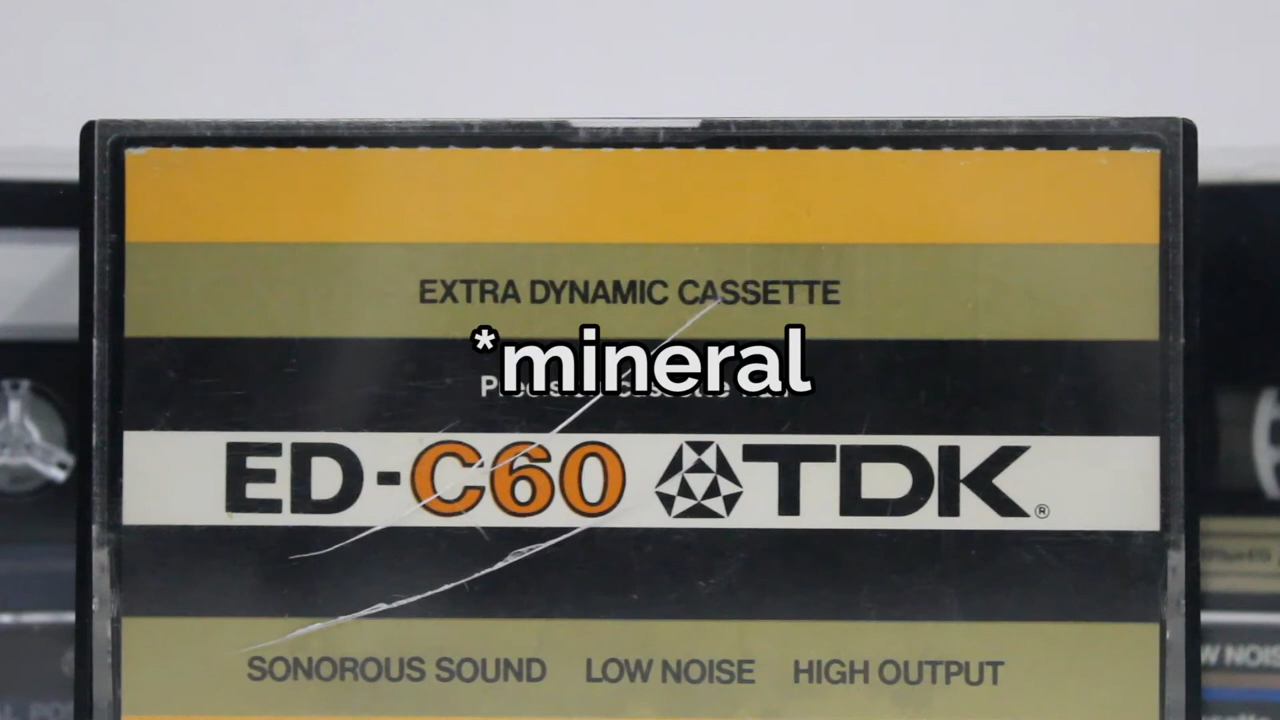 EXTRA DYNAMIC CASSETTE
*mineral
ED-C60 TDK®
SONOROUS SOUND LOW NOISE HIGH OUTPUT